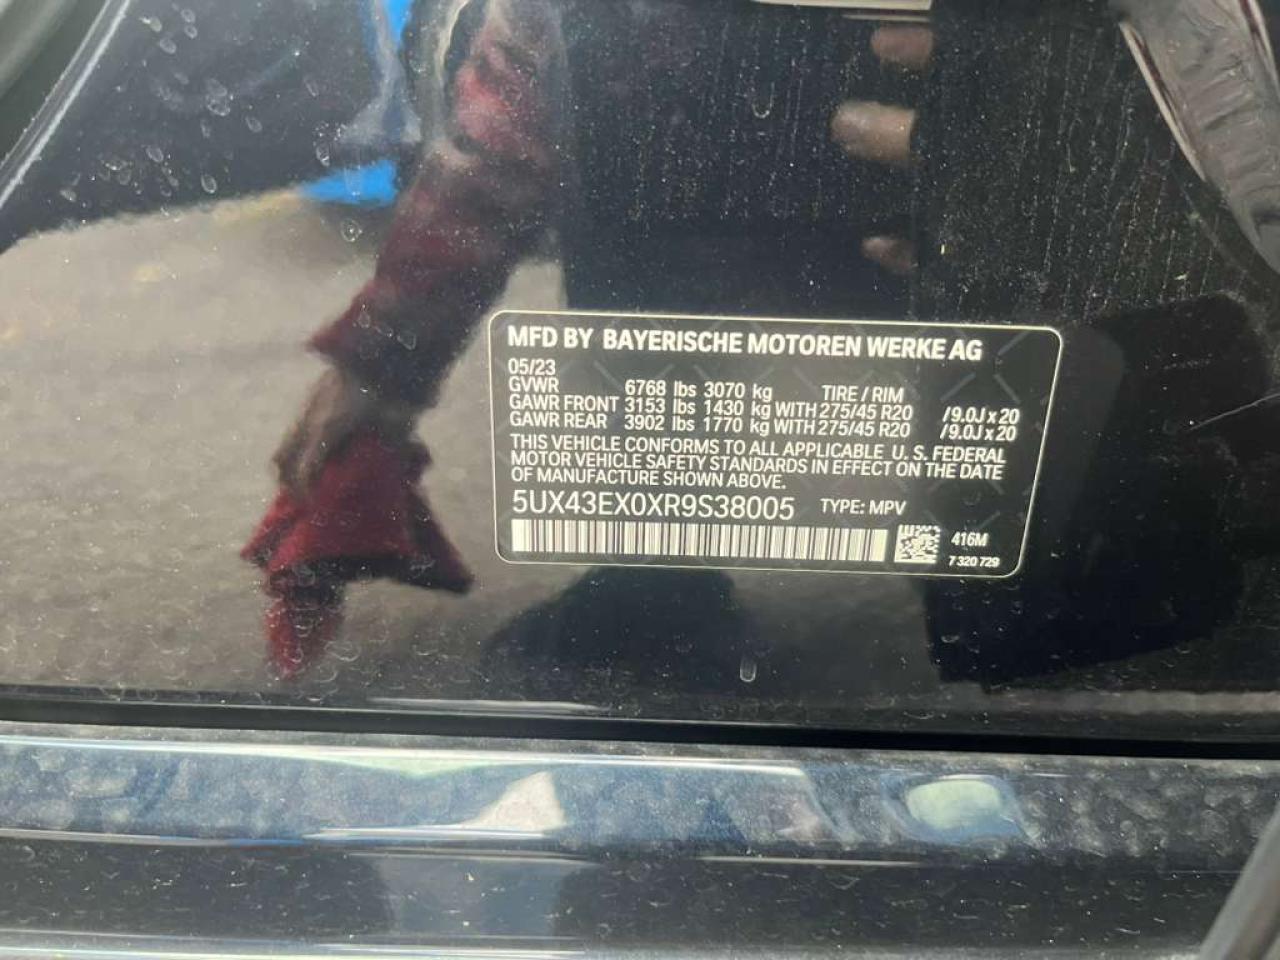 MFD BY BAYERISCHE MOTOREN WERKE AG
05/23
GVWR 6768 lbs 3070 kg TIRE / RIM
GAWR FRONT 3153 lbs 1430 kg WITH 275/45 R20 /9.0J x 20
GAWR REAR 3902 lbs 1770 kg WITH 275/45 R20 /9.0J x 20
THIS VEHICLE CONFORMS TO ALL APPLICABLE U. S. FEDERAL
MOTOR VEHICLE SAFETY STANDARDS IN EFFECT ON THE DATE
OF MANUFACTURE SHOWN ABOVE.
5UX43EX0XR9S38005 TYPE: MPV
416M
7 320 729